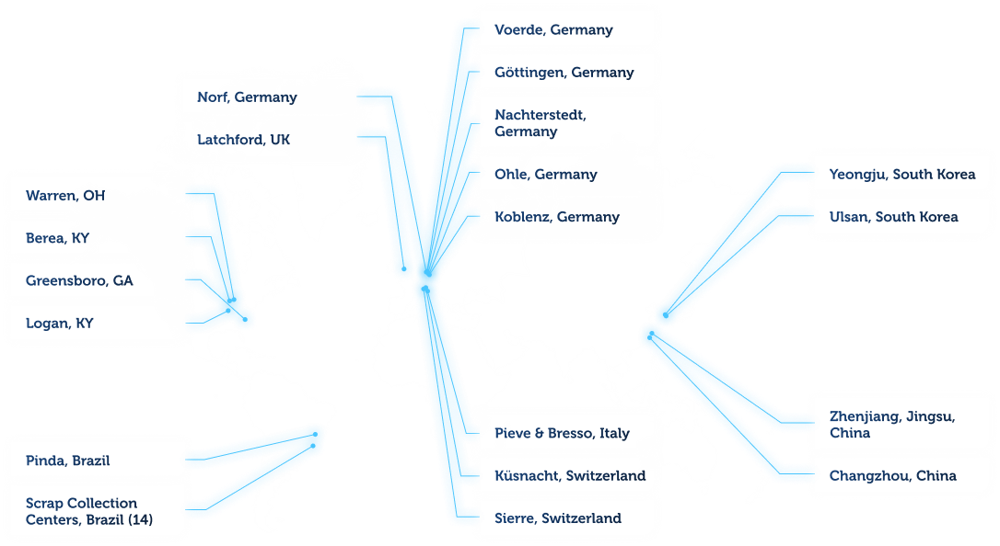 Voerde, Germany
Göttingen, Germany
Norf, Germany
Nachterstedt,
Germany
Latchford, UK
Ohle, Germany
Koblenz, Germany
Yeongju, South Korea
Ulsan, South Korea
Warren, OH
Berea, KY
Greensboro, GA
Logan, KY
Pieve & Bresso, Italy
Küsnacht, Switzerland
Sierre, Switzerland
Zhenjiang, Jingsu,
China
Changzhou, China
Pinda, Brazil
Scrap Collection
Centers, Brazil (14)